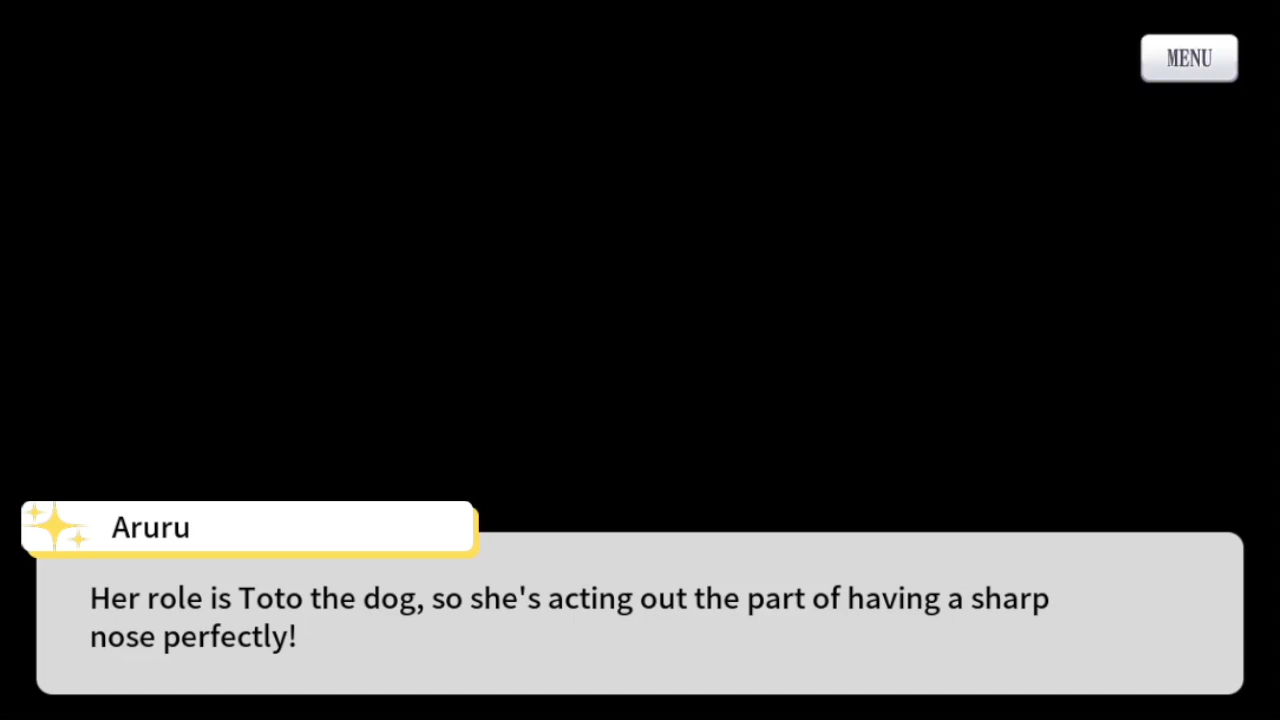 MENU
Aruru
Her role is Toto the dog, so she's acting out the part of having a sharp
nose perfectly!